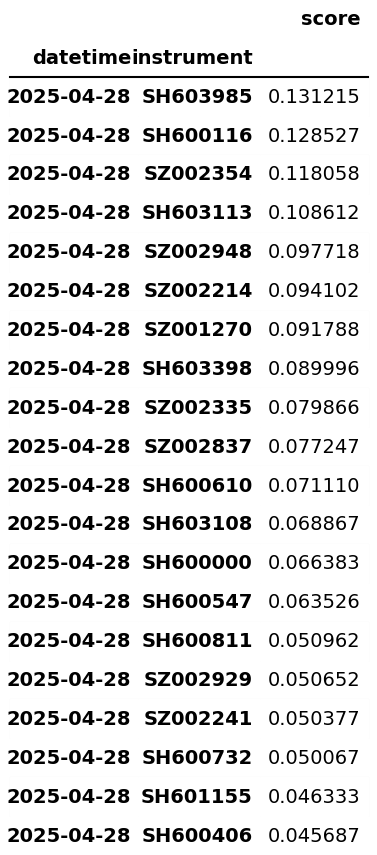 score
datetime instrument
2025-04-28 SH603985 0.131215
2025-04-28 SH600116 0.128527
2025-04-28 SZ002354 0.118058
2025-04-28 SH603113 0.108612
2025-04-28 SZ002948 0.097718
2025-04-28 SZ002214 0.094102
2025-04-28 SZ001270 0.091788
2025-04-28 SH603398 0.089996
2025-04-28 SZ002335 0.079866
2025-04-28 SZ002837 0.077247
2025-04-28 SH600610 0.071110
2025-04-28 SH603108 0.068867
2025-04-28 SH600000 0.066383
2025-04-28 SH600547 0.063526
2025-04-28 SH600811 0.050962
2025-04-28 SZ002929 0.050652
2025-04-28 SZ002241 0.050377
2025-04-28 SH600732 0.050067
2025-04-28 SH601155 0.046333
2025-04-28 SH600406 0.045687